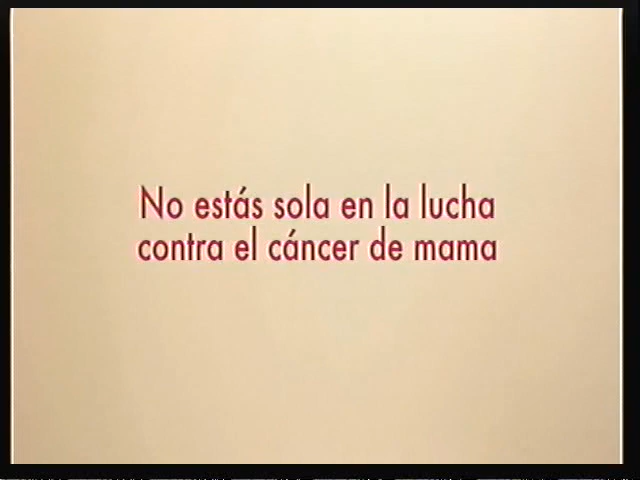 No estás sola en la lucha
contra el cáncer de mama